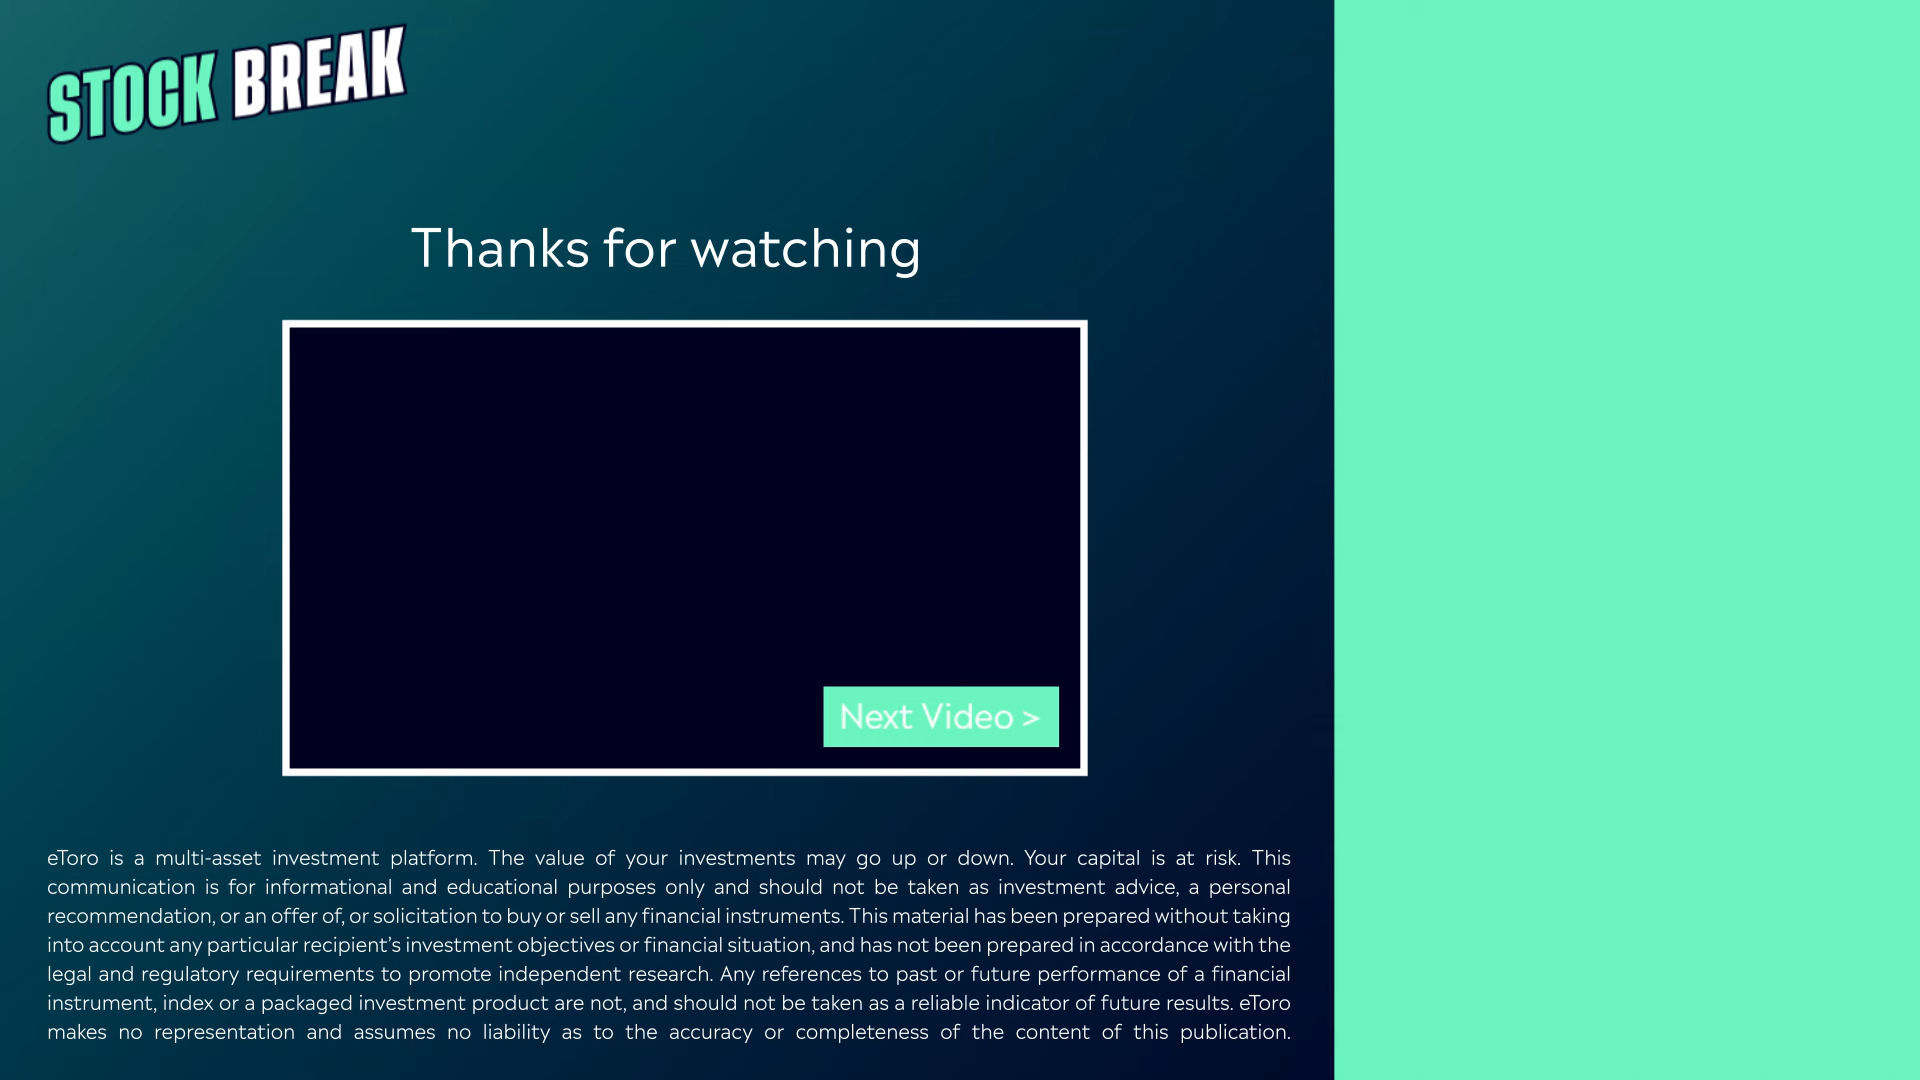 STOCK BREAK
Thanks for watching
Next Video >
eToro is a multi-asset investment platform. The value of your investments may go up or down. Your capital is at risk. This
communication is for informational and educational purposes only and should not be taken as investment advice, a personal
recommendation, or an offer of, or solicitation to buy or sell any financial instruments. This material has been prepared without taking
into account any particular recipient’s investment objectives or financial situation, and has not been prepared in accordance with the
legal and regulatory requirements to promote independent research. Any references to past or future performance of a financial
instrument, index or a packaged investment product are not, and should not be taken as a reliable indicator of future results. eToro
makes no representation and assumes no liability as to the accuracy or completeness of the content of this publication.